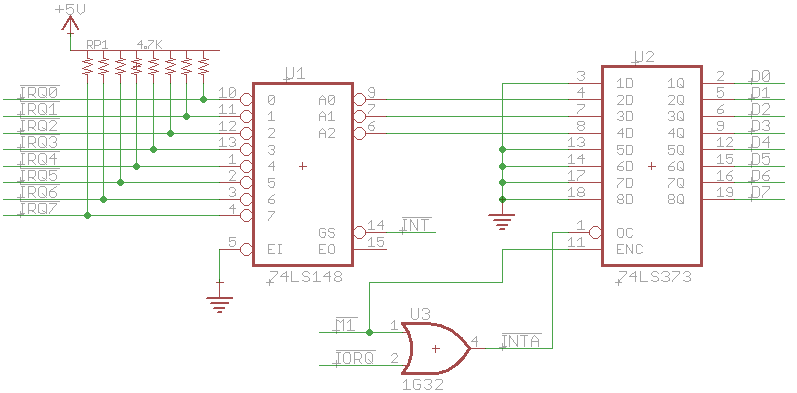 +5V
RP1 4.7K
U1
U2
IRQ0 10 0 A0 9
IRQ1 11 1 A1 7
IRQ2 12 2 A2 6
IRQ3 13 3
IRQ4 1 4
IRQ5 2 5
IRQ6 3 6
IRQ7 4 7
GS 14 INT
5 EI EO 15
74LS148
3 1D 1Q 2 D0
4 2D 2Q 5 D1
7 3D 3Q 6 D2
8 4D 4Q 9 D3
13 5D 5Q 12 D4
14 6D 6Q 15 D5
17 7D 7Q 16 D6
18 8D 8Q 19 D7
1 OC
11 ENC
74LS373
U3
M1 1
4 INTA
IORQ 2
1G32